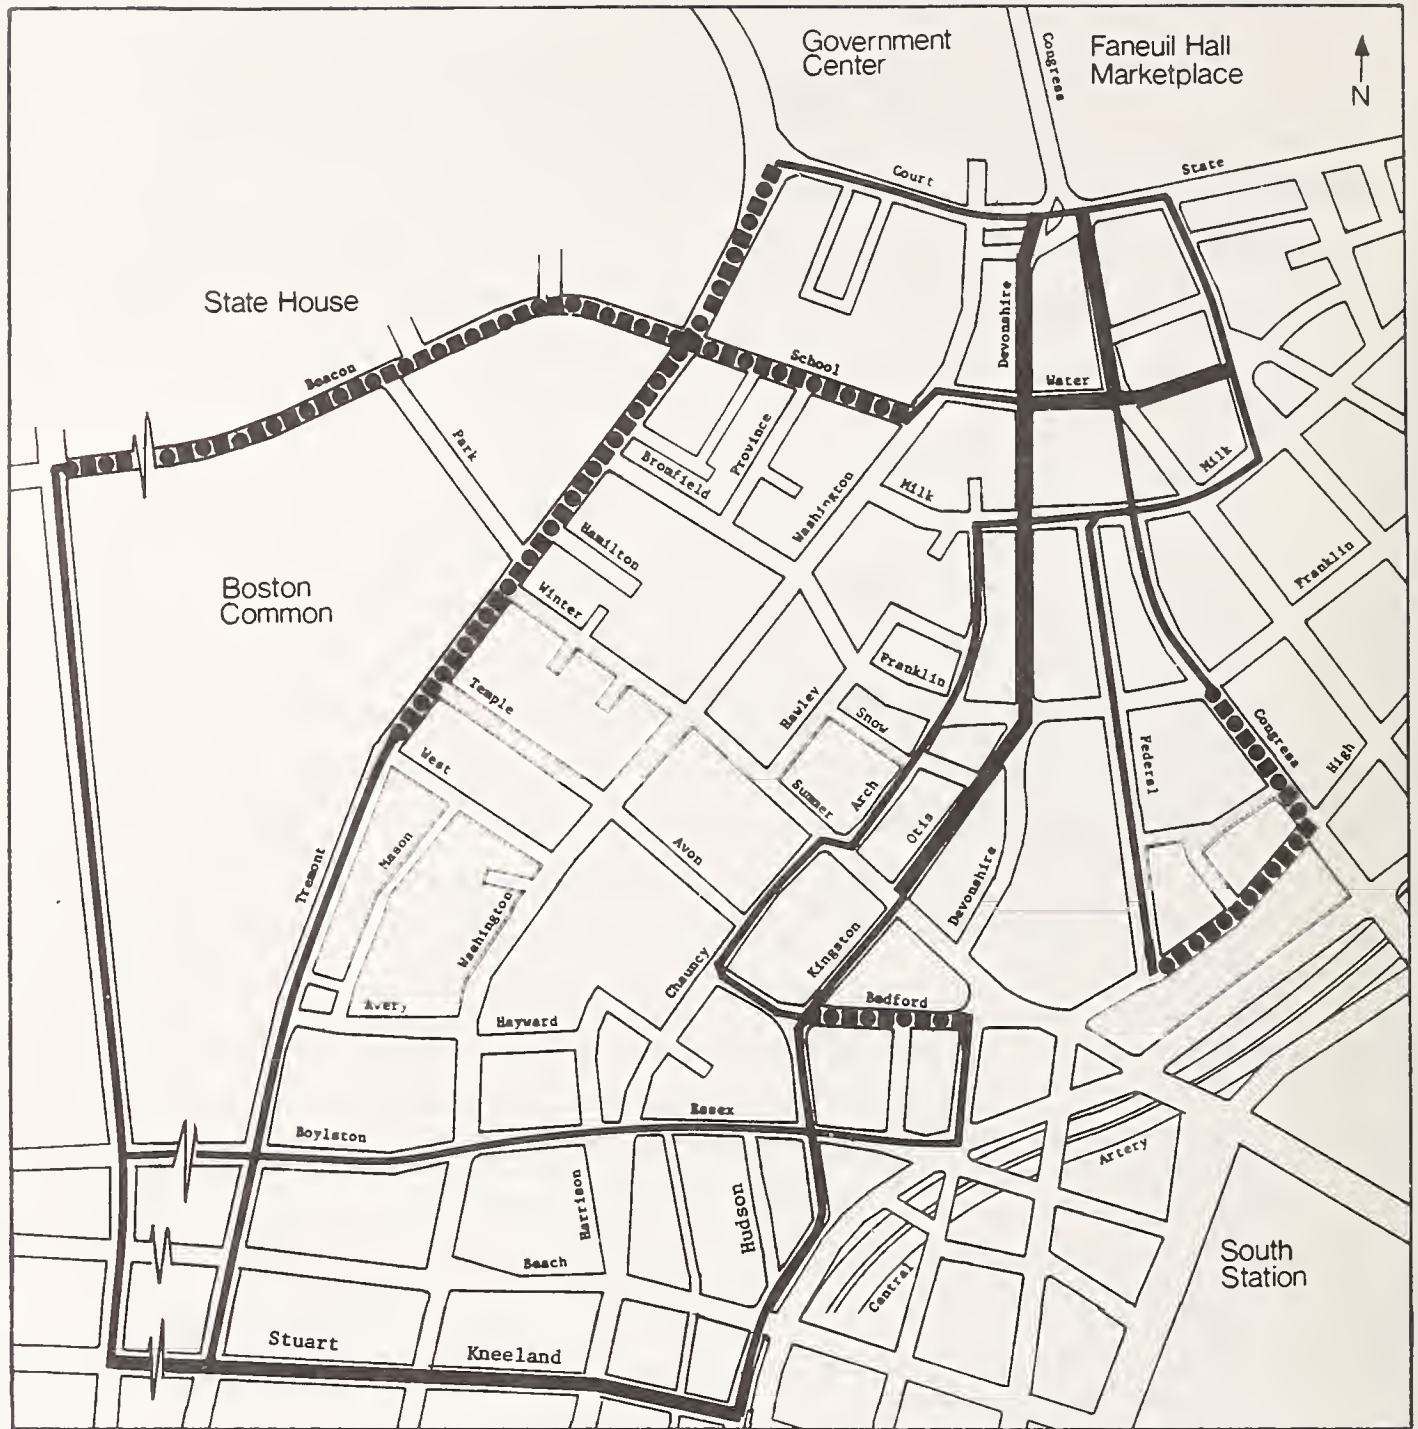 Government
Center
Congress
Faneuil Hall
Marketplace
N
Court
State
State House
Devonshire
School
Beacon
Water
Park
Province
Bromfield
Milk
Washington
Milk
Hamilton
Franklin
Boston
Common
Winter
Franklin
Temple
Hawley
Snow
Congress
High
Federal
West
Summer
Arch
Otis
Mason
Avon
Tremont
Devonshire
Washington
Kingston
Chauncy
Bedford
Avery
Hayward
Essex
Boylston
Artery
Harrison
Hudson
Beach
Central
South
Station
Stuart
Kneeland